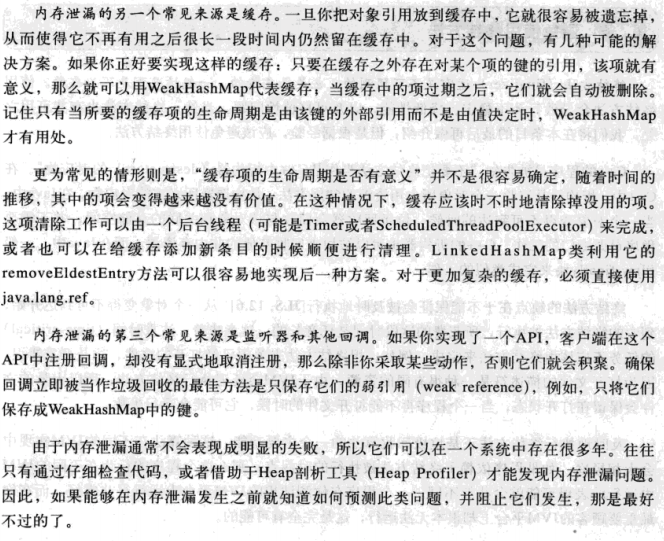 内存泄漏的另一个常见来源是缓存。一旦你把对象引用放到缓存中，它就很容易被遗忘掉，
从而使得它不再有用之后很长一段时间内仍然留在缓存中。对于这个问题，有几种可能的解
决方案。如果你正好要实现这样的缓存：只要在缓存之外存在对某个项的键的引用，该项就有
意义，那么就可以用WeakHashMap代表缓存；当缓存中的项过期之后，它们就会自动被删除。
记住只有当所要的缓存项的生命周期是由该键的外部引用而不是由值决定时，WeakHashMap
才有用处。
更为常见的情形则是，“缓存项的生命周期是否有意义”并不是很容易确定，随着时间的
推移，其中的项会变得越来越没有价值。在这种情况下，缓存应该时不时地清除掉没用的项。
这项清除工作可以由一个后台线程（可能是Timer或者ScheduledThreadPoolExecutor）来完成，
或者也可以在给缓存添加新条目的时候顺便进行清理。LinkedHashMap类利用它的
removeEldestEntry方法可以很容易地实现后一种方案。对于更加复杂的缓存，必须直接使用
java.lang.ref。
内存泄漏的第三个常见来源是监听器和其他回调。如果你实现了一个API，客户端在这个
API中注册回调，却没有显式地取消注册，那么除非你采取某些动作，否则它们就会积聚。确保
回调立即被当作垃圾回收的最佳方法是只保存它们的弱引用（weak reference），例如，只将它们
保存成WeakHashMap中的键。
由于内存泄漏通常不会表现成明显的失败，所以它们可以在一个系统中存在很多年。往往
只有通过仔细检查代码，或者借助于Heap剖析工具（Heap Profiler）才能发现内存泄漏问题。
因此，如果能够在内存泄漏发生之前就知道如何预测此类问题，并阻止它们发生，那是最好
不过的了。